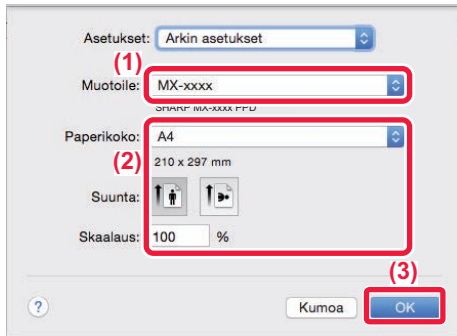 Asetukset: Arkin asetukset
(1)
Muotoile: MX-xxxx
SHARP MX-xxxx PPD
Paperikoko: A4
(2) 210 x 297 mm
Suunta:
Skaalaus: 100 %
(3)
? Kumoa OK